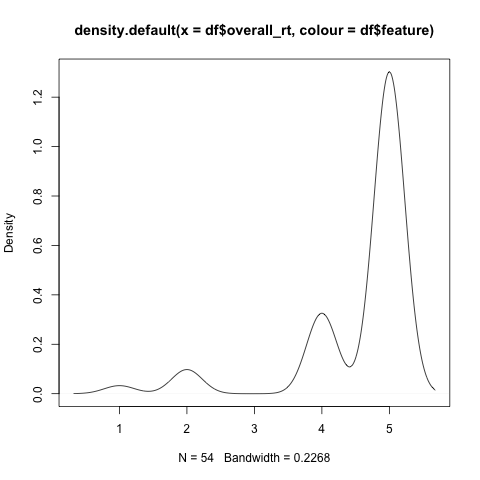 density.default(x = df$overall_rt, colour = df$feature)
Density
1.2
1.0
0.8
0.6
0.4
0.2
0.0
1 2 3 4 5
N = 54 Bandwidth = 0.2268